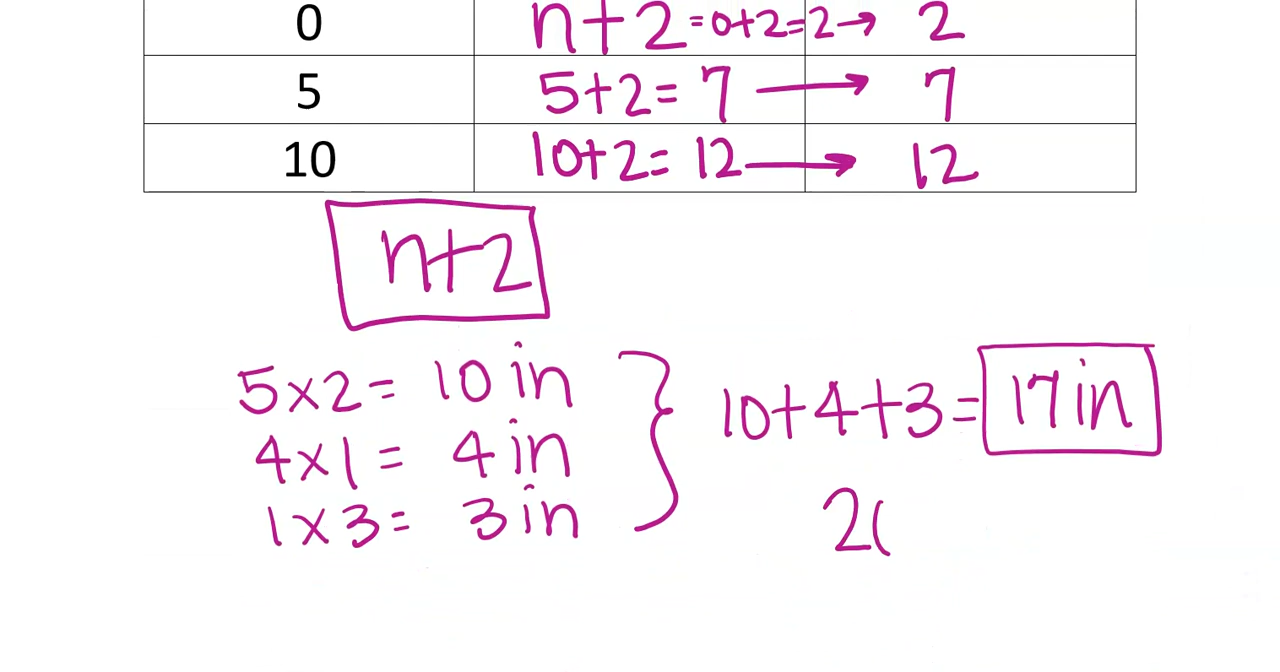 0 n+2 =0+2=2→ 2
5 5+2= 7 → 7
10 10+2= 12 → 12
n+2
5×2= 10 in
4×1= 4 in
1×3= 3 in
10+4+3= 17 in
2(